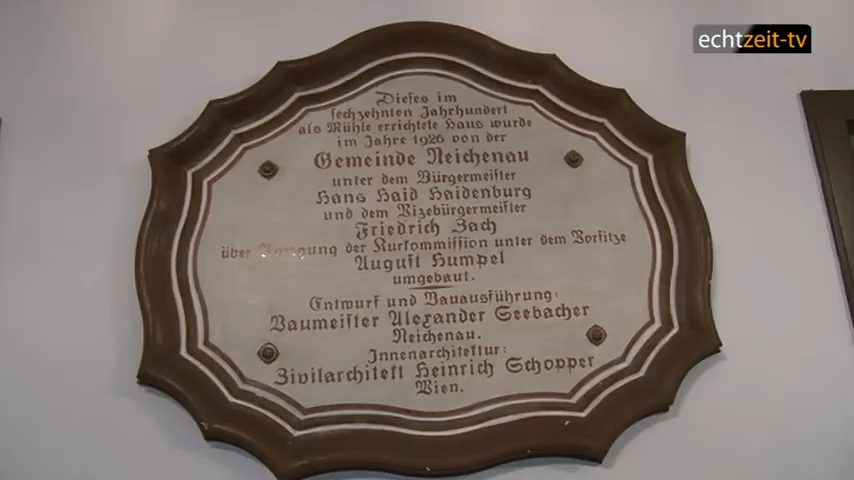 echtzeit-tv
Dieses im
sechzehnten Jahrhundert
als Mühle errichtete Haus wurde
im Jahre 1926 von der
Gemeinde Reichenau
unter dem Bürgermeister
Hans Haid Haidenburg
und dem Vizebürgermeister
Friedrich Zach
über Anregung der Kurkommission unter dem Vorsitze
August Humpel
umgebaut.
Entwurf und Bauausführung:
Baumeister Alexander Seebacher
Reichenau.
Innenarchitektur:
Zivilarchitekt Heinrich Schopper
Wien.